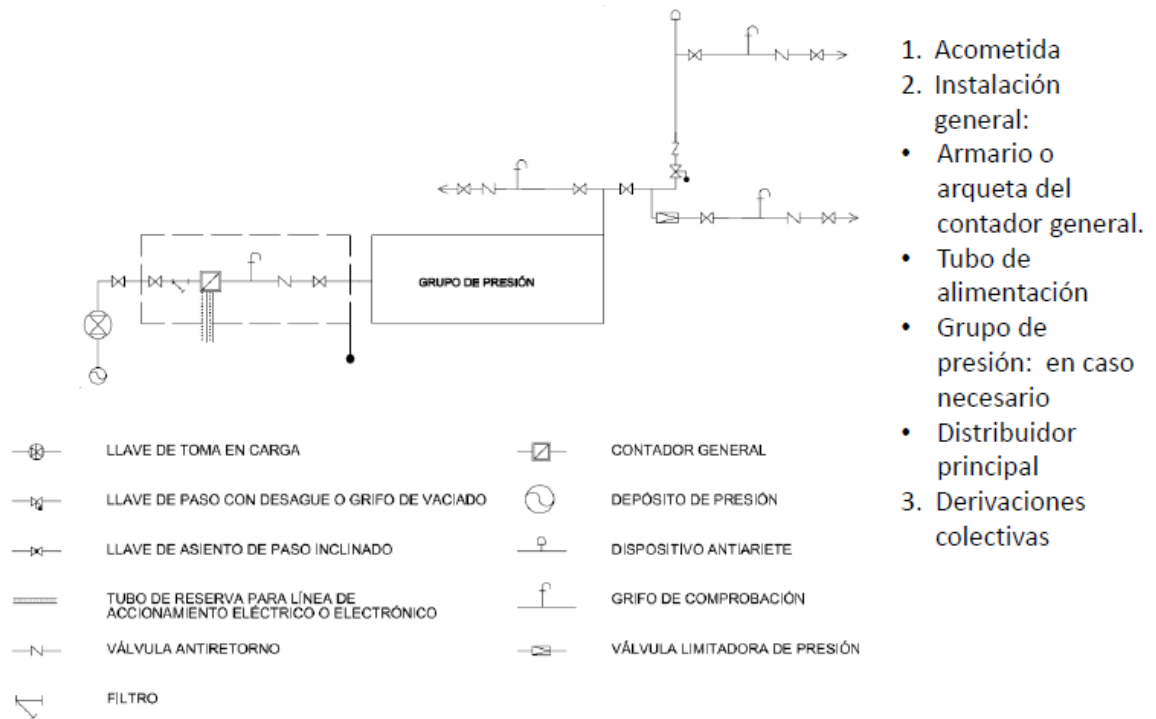 GRUPO DE PRESIÓN
1. Acometida
2. Instalación
general:
• Armario o
arqueta del
contador general.
• Tubo de
alimentación
• Grupo de
presión: en caso
necesario
• Distribuidor
principal
3. Derivaciones
colectivas
LLAVE DE TOMA EN CARGA
LLAVE DE PASO CON DESAGUE O GRIFO DE VACIADO
LLAVE DE ASIENTO DE PASO INCLINADO
TUBO DE RESERVA PARA LÍNEA DE
ACCIONAMIENTO ELÉCTRICO O ELECTRÓNICO
VÁLVULA ANTIRETORNO
FILTRO
CONTADOR GENERAL
DEPÓSITO DE PRESIÓN
DISPOSITIVO ANTIARIETE
GRIFO DE COMPROBACIÓN
VÁLVULA LIMITADORA DE PRESIÓN